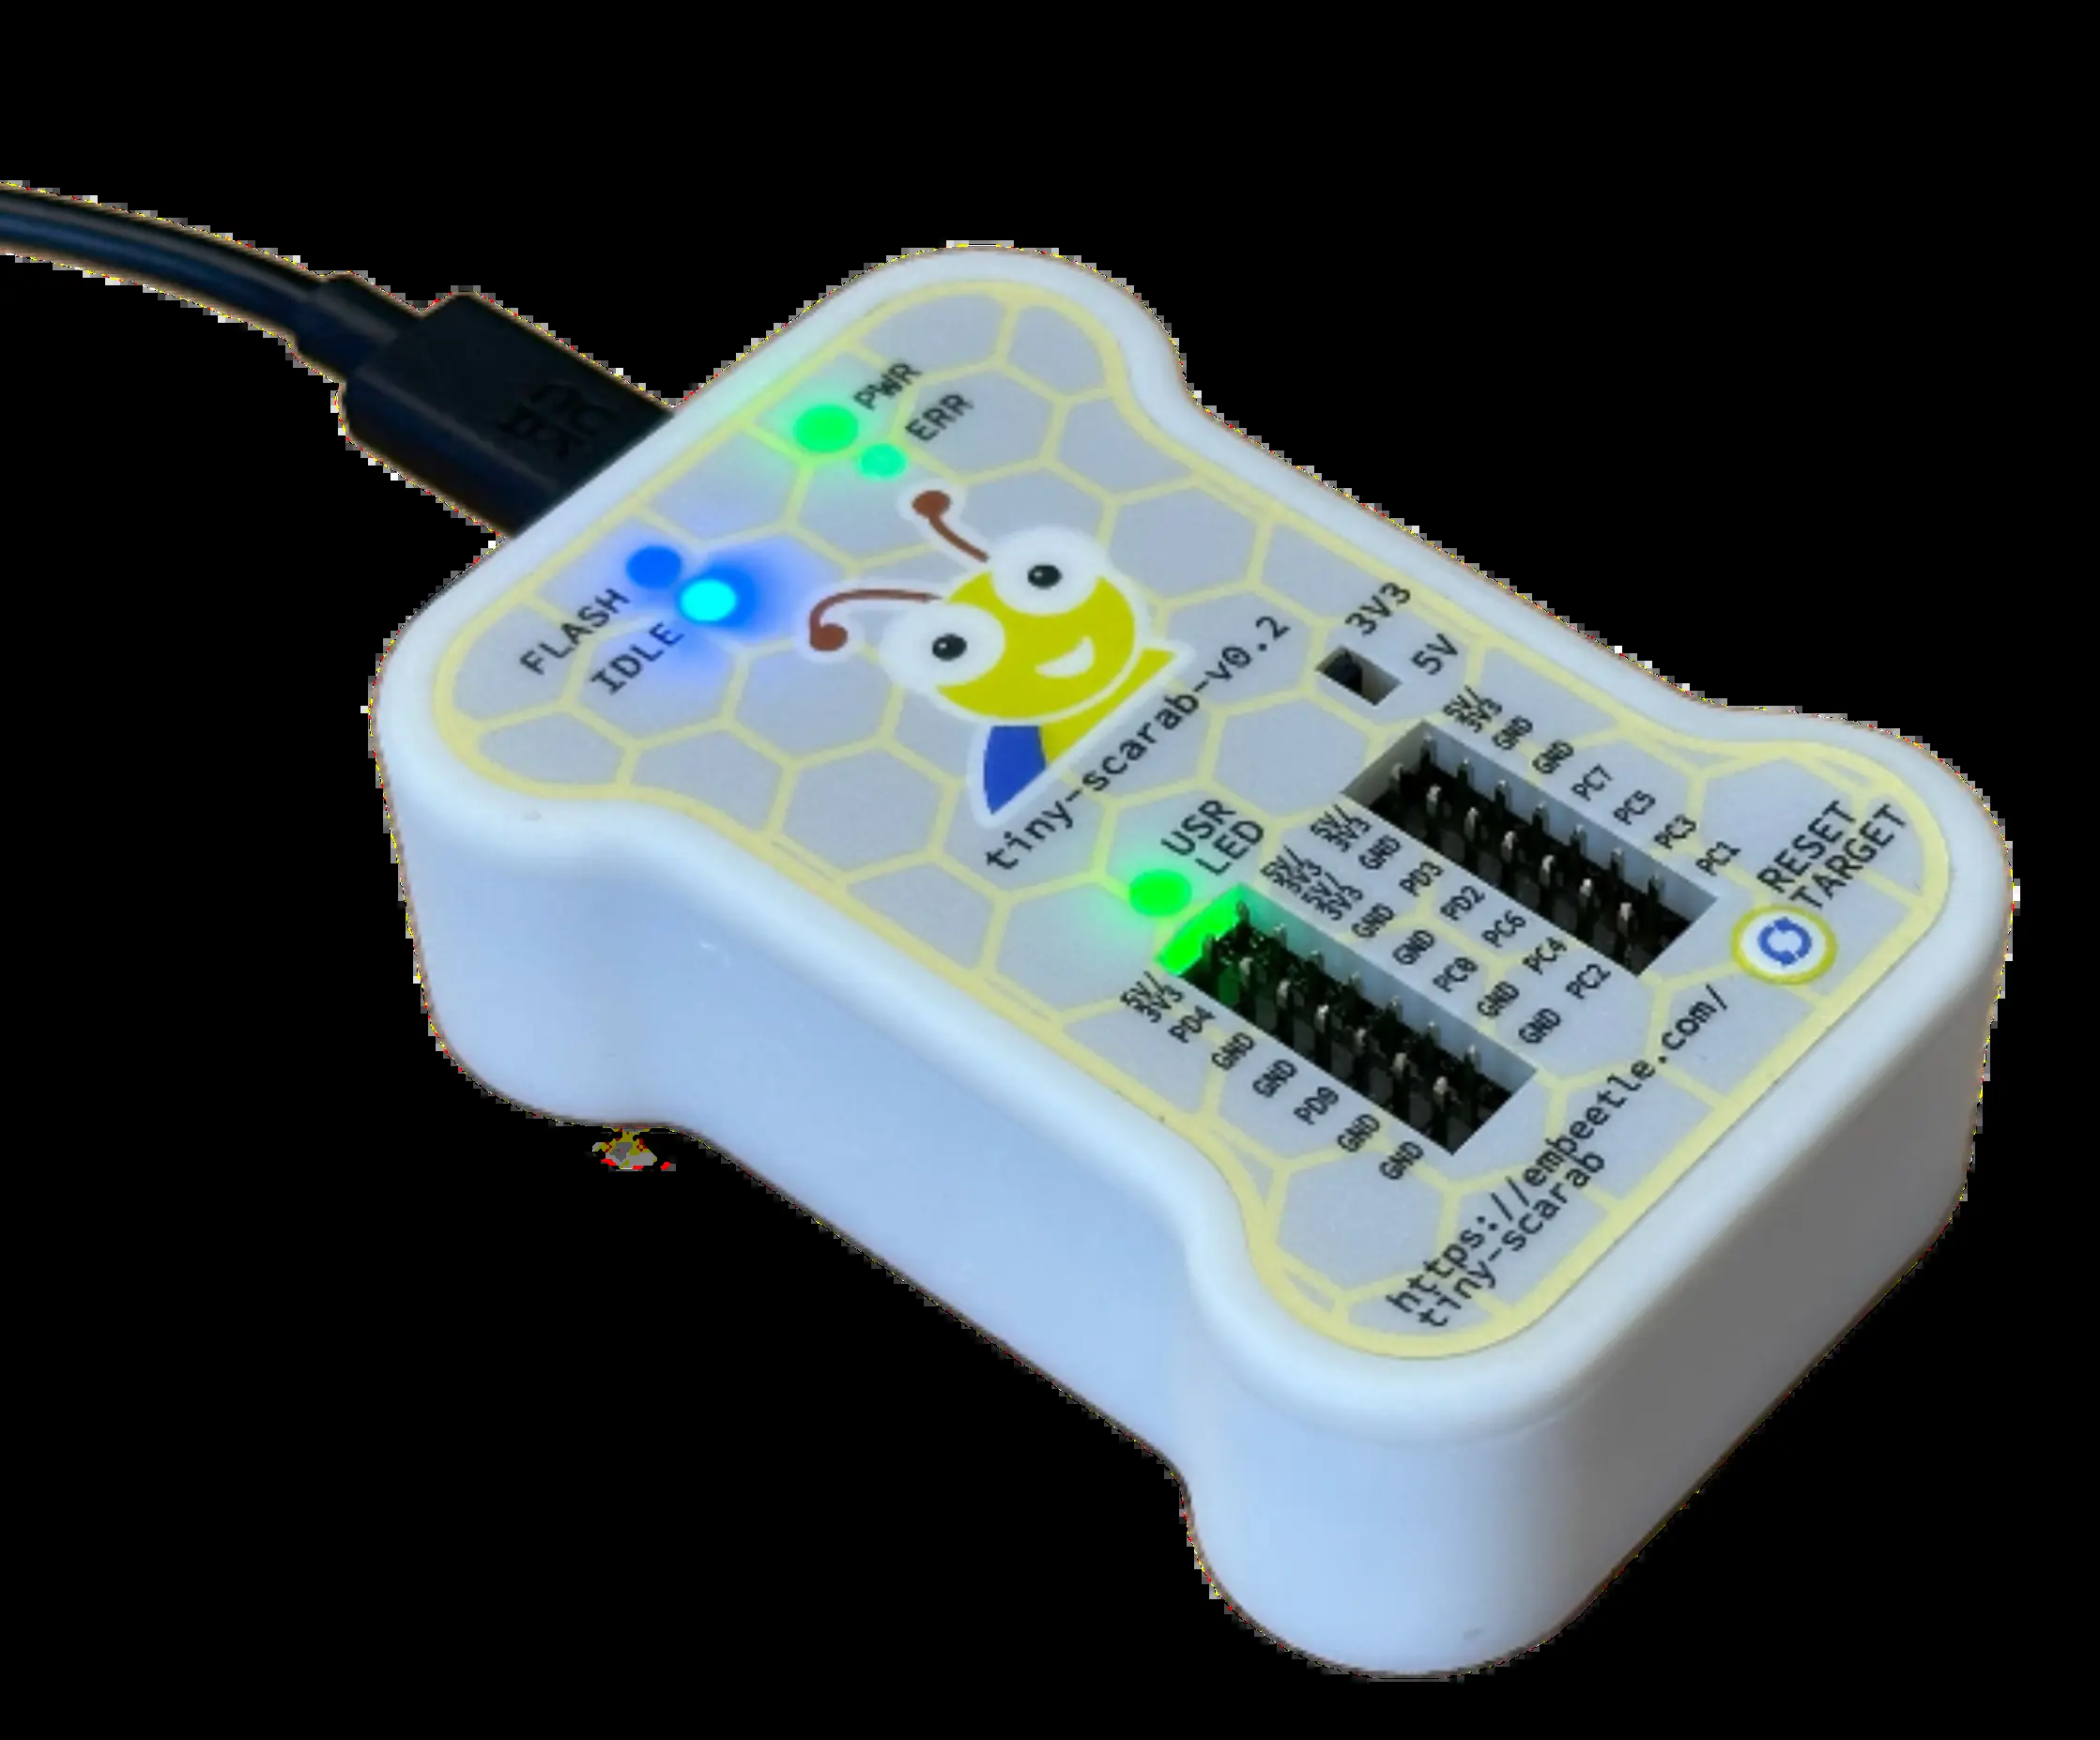 PWR
ERR
FLASH
IDLE
tiny-scarab-v0.2
3V3
5V
5V/
3V3
GND
GND
PC7
PC5
PC3
PC1
5V/
3V3
GND
PD3
PD2
PC6
PC4
PC2
RESET
TARGET
USR
LED
5V/
3V3
5V/
3V3
GND
GND
PC0
GND
GND
5V/
3V3
PD4
GND
GND
PD0
GND
GND
https://embeetle.com/
tiny-scarab